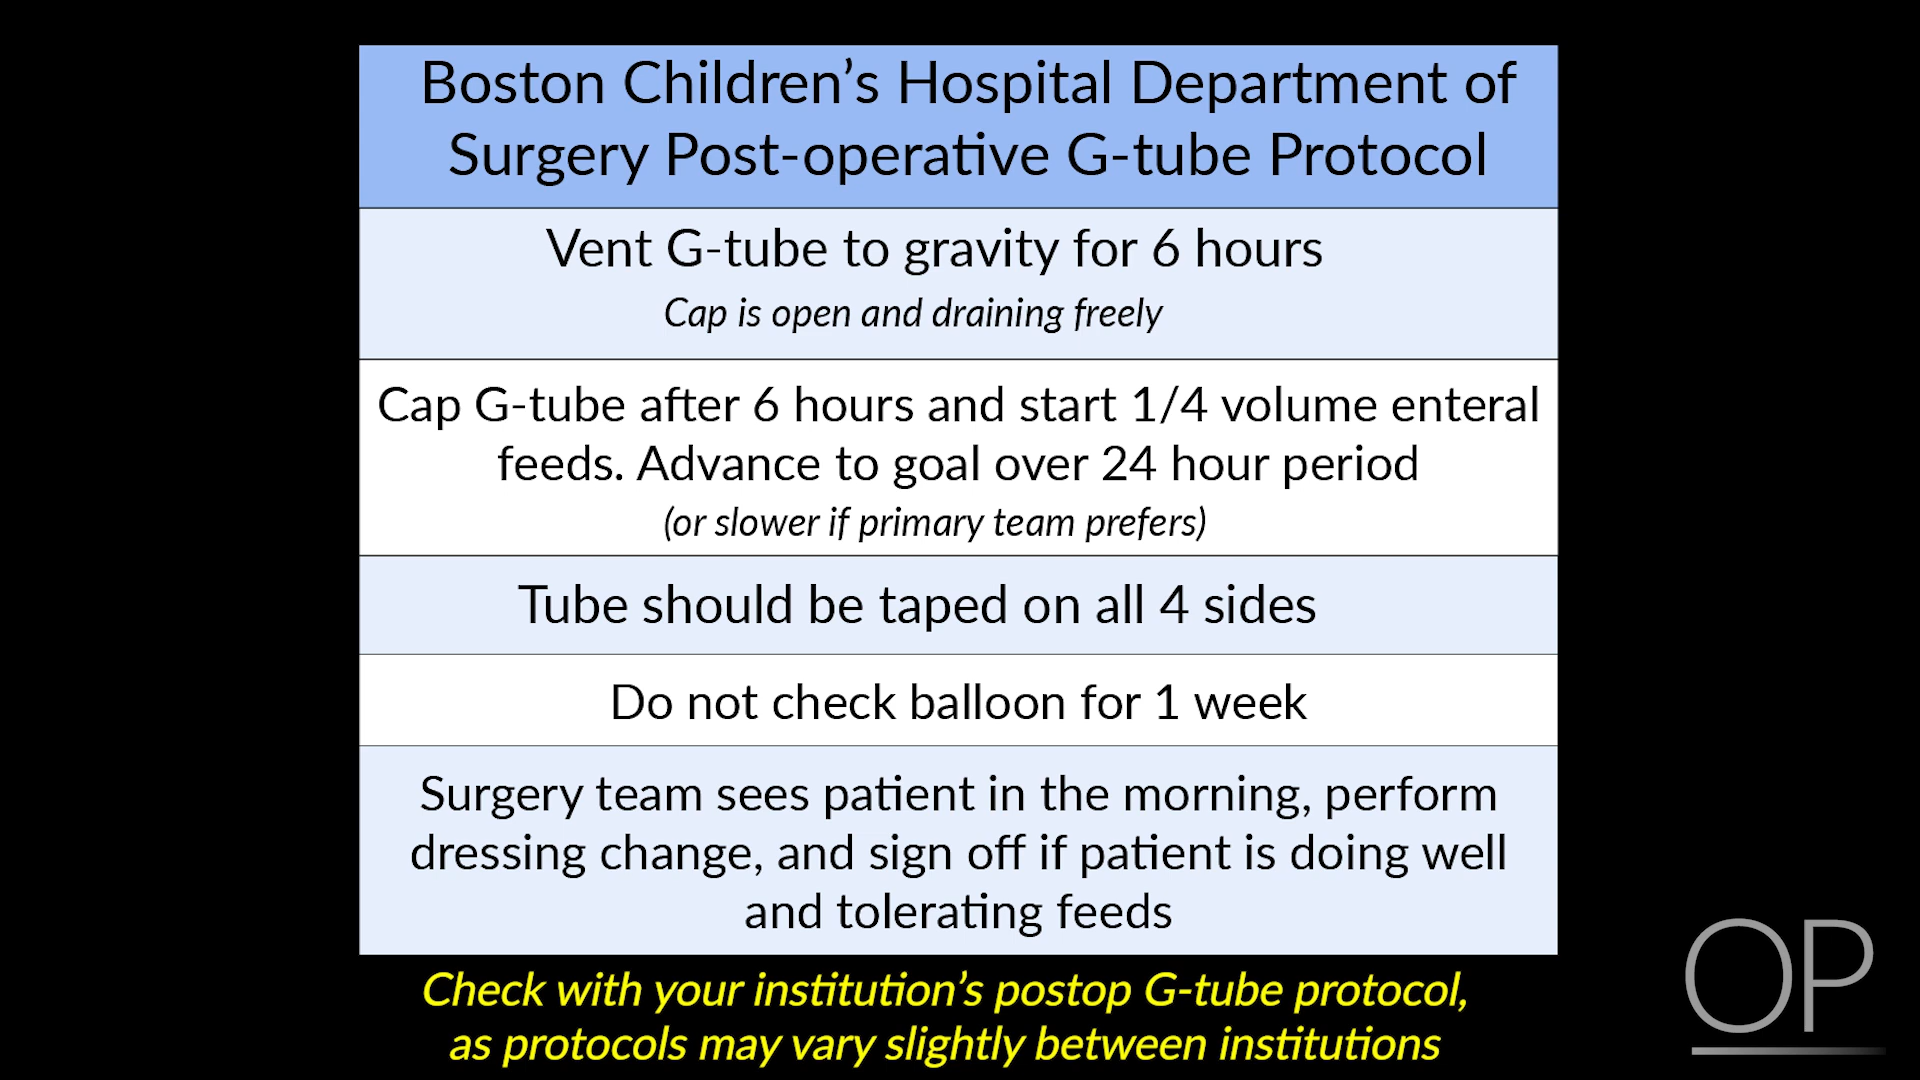 Boston Children’s Hospital Department of
Surgery Post-operative G-tube Protocol
Vent G-tube to gravity for 6 hours
Cap is open and draining freely
Cap G-tube after 6 hours and start 1/4 volume enteral
feeds. Advance to goal over 24 hour period
(or slower if primary team prefers)
Tube should be taped on all 4 sides
Do not check balloon for 1 week
Surgery team sees patient in the morning, perform
dressing change, and sign off if patient is doing well
and tolerating feeds
Check with your institution’s postop G-tube protocol,
as protocols may vary slightly between institutions
OP